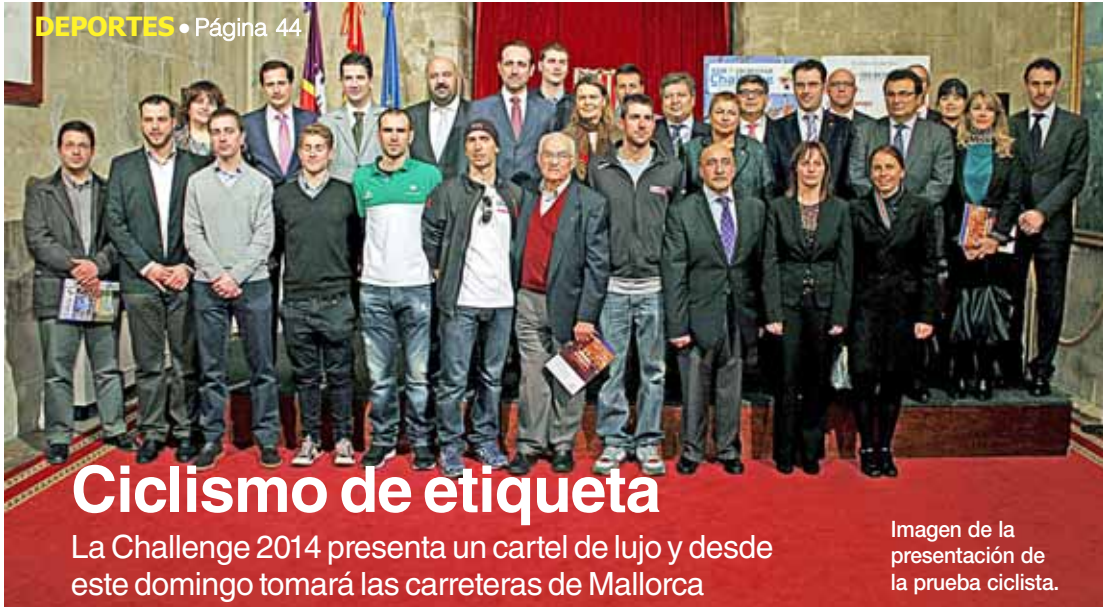 DEPORTES • Página 44
Challenge
Ciclismo de etiqueta
La Challenge 2014 presenta un cartel de lujo y desde
este domingo tomará las carreteras de Mallorca
Imagen de la
presentación de
la prueba ciclista.